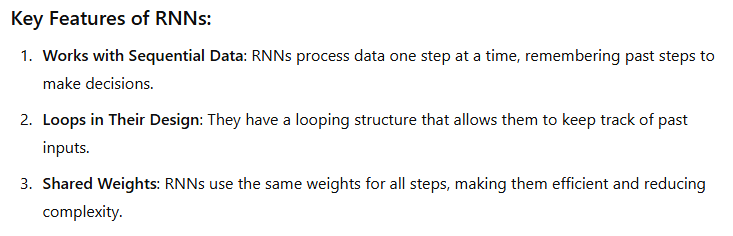 Key Features of RNNs:
1. Works with Sequential Data: RNNs process data one step at a time, remembering past steps to
make decisions.
2. Loops in Their Design: They have a looping structure that allows them to keep track of past
inputs.
3. Shared Weights: RNNs use the same weights for all steps, making them efficient and reducing
complexity.